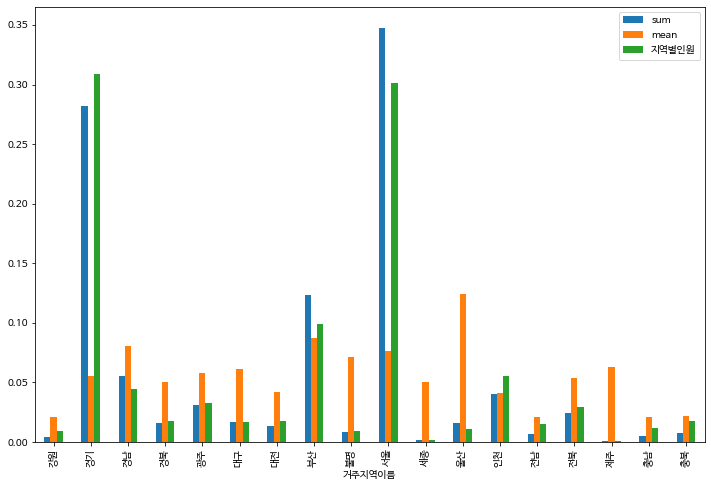 0.35
0.30
0.25
0.20
0.15
0.10
0.05
0.00
sum
mean
지역별인원
강원
경기
경남
경북
광주
대구
대전
부산
불명
서울
세종
울산
인천
전남
전북
제주
충남
충북
거주지역이름